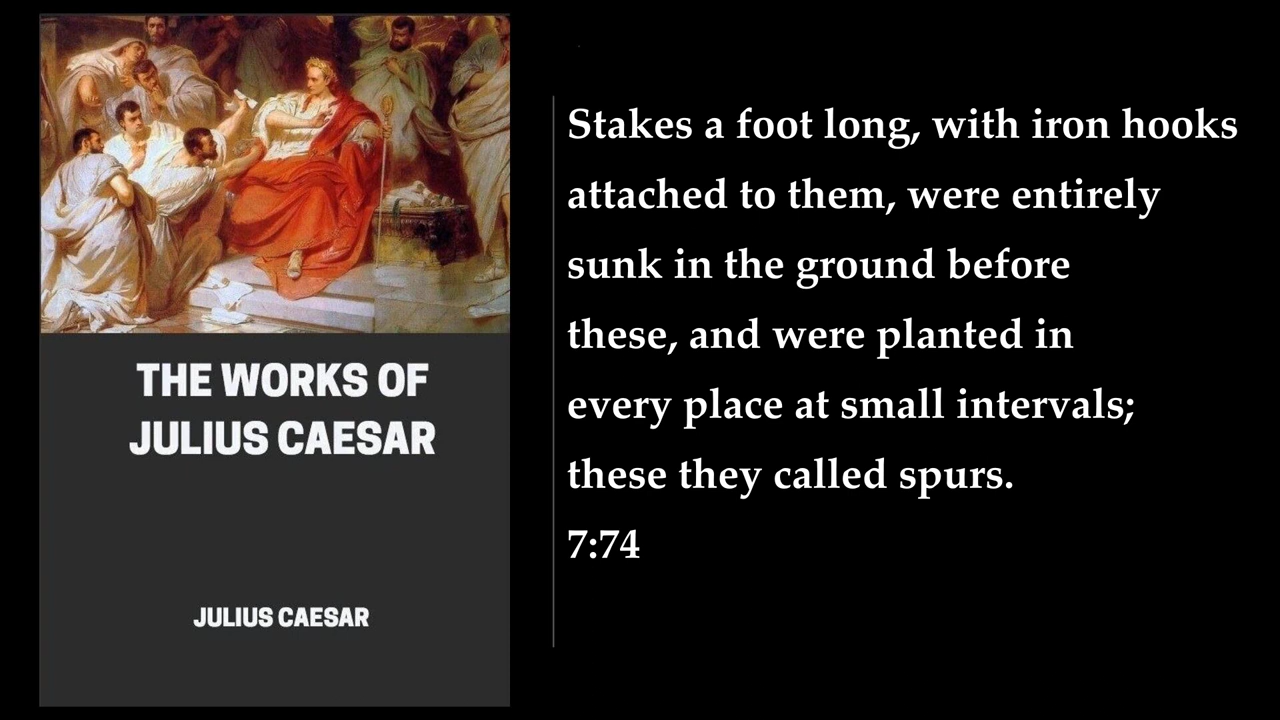 THE WORKS OF
JULIUS CAESAR
JULIUS CAESAR
Stakes a foot long, with iron hooks
attached to them, were entirely
sunk in the ground before
these, and were planted in
every place at small intervals;
these they called spurs.
7:74